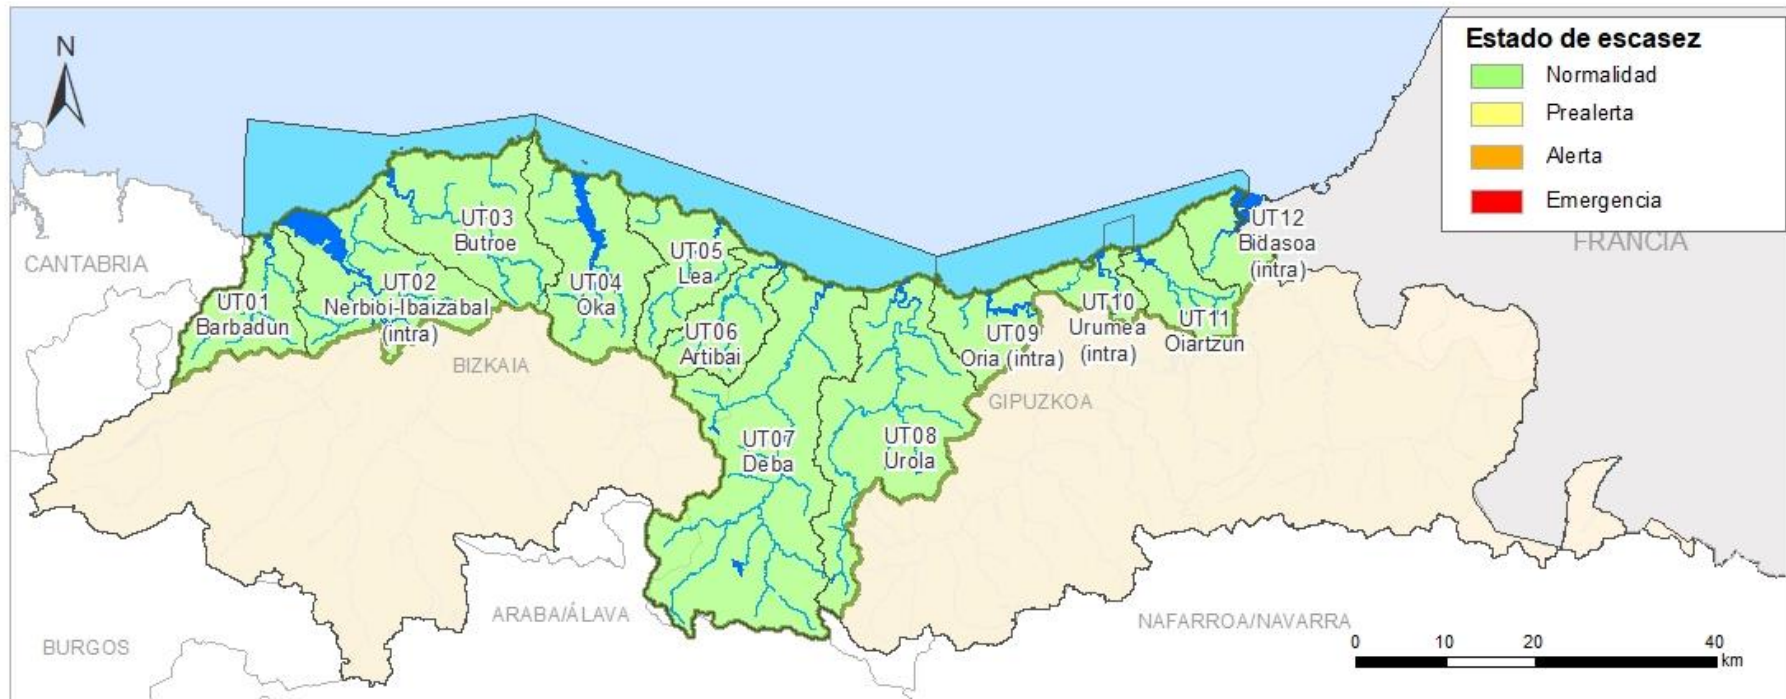 N
Estado de escasez
Normalidad
Prealerta
Alerta
Emergencia
FRANCIA
CANTABRIA
UT01
Barbadun
UT02
Nerbioi-Ibaizabal
(intra)
UT03
Butroe
UT04
Oka
UT05
Lea
UT06
Artibai
UT07
Deba
UT08
Urola
UT09
Oria (intra)
UT10
Urumea
(intra)
UT11
Oiartzun
UT12
Bidasoa
(intra)
BIZKAIA
GIPUZKOA
ARABA/ÁLAVA
NAFARROA/NAVARRA
BURGOS
0 10 20 40
km